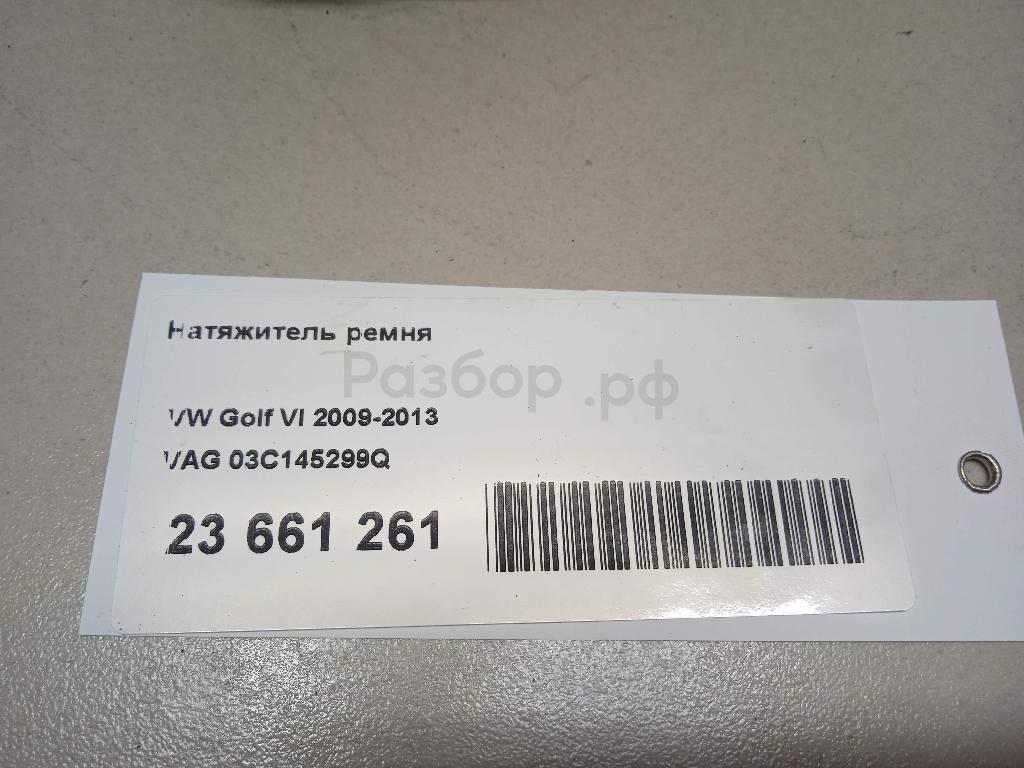 Натяжитель ремня
Разбор.рф
VW Golf VI 2009-2013
VAG 03C145299Q
23 661 261